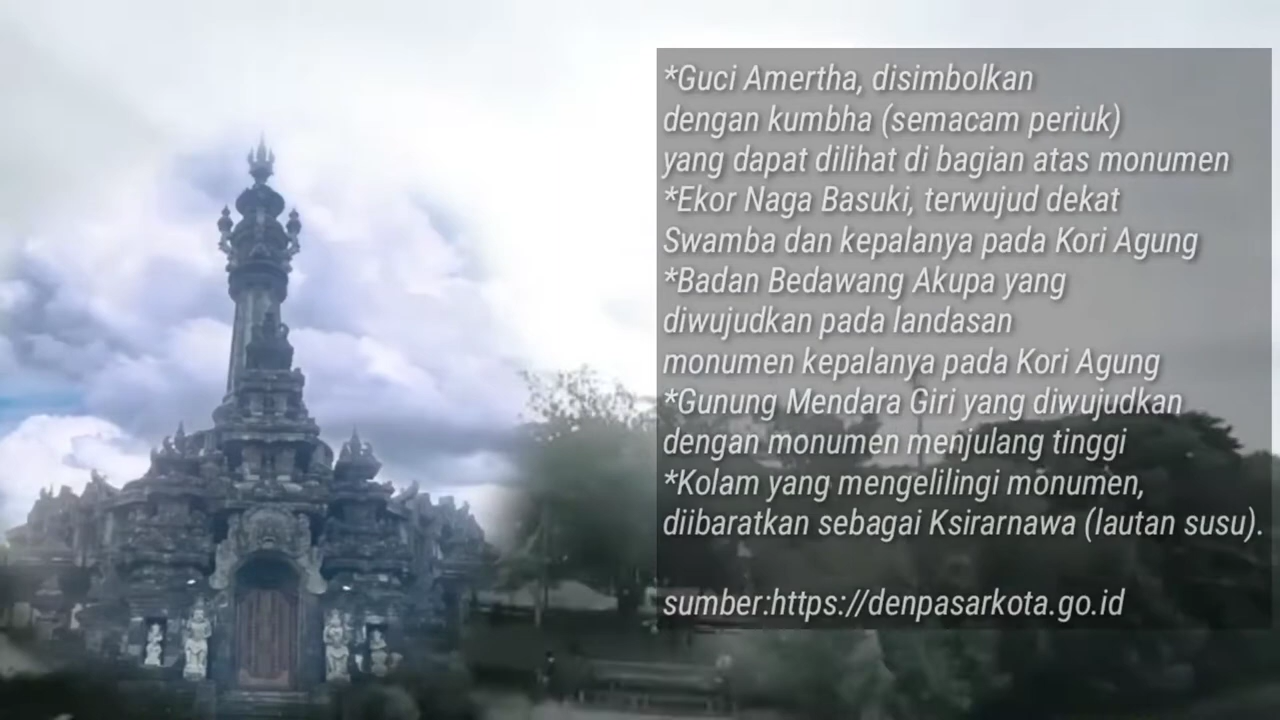 *Guci Amertha, disimbolkan
dengan kumbha (semacam periuk)
yang dapat dilihat di bagian atas monumen
*Ekor Naga Basuki, terwujud dekat
Swamba dan kepalanya pada Kori Agung
*Badan Bedawang Akupa yang
diwujudkan pada landasan
monumen kepalanya pada Kori Agung
*Gunung Mendara Giri yang diwujudkan
dengan monumen menjulang tinggi
*Kolam yang mengelilingi monumen,
diibaratkan sebagai Ksirarnawa (lautan susu).
sumber:https://denpasarkota.go.id